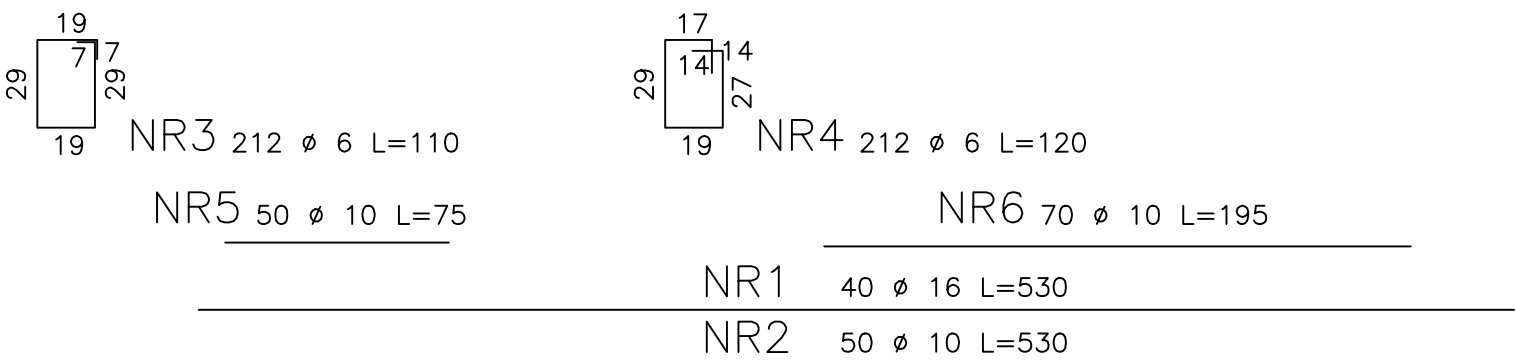 19
7 7
29 29
19
NR3 212 ø 6 L=110
17
14 14
29 27
19
NR4 212 ø 6 L=120
NR5 50 ø 10 L=75
NR6 70 ø 10 L=195
NR1 40 ø 16 L=530
NR2 50 ø 10 L=530